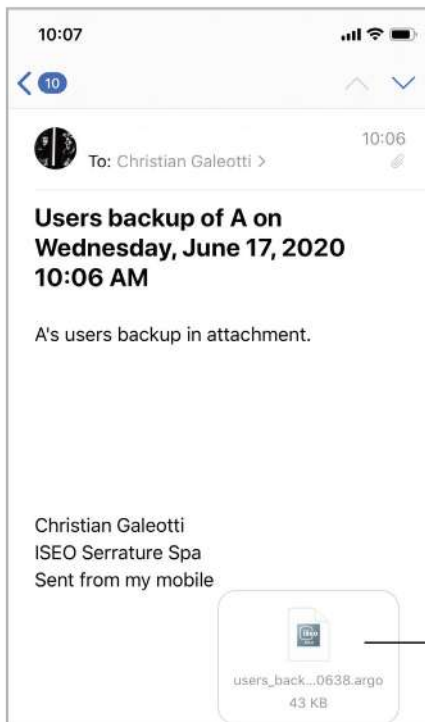 10:07
10
10:06
To: Christian Galeotti >
Users backup of A on
Wednesday, June 17, 2020
10:06 AM
A's users backup in attachment.
Christian Galeotti
ISEO Serrature Spa
Sent from my mobile
users_back...0638.argo
43 KB